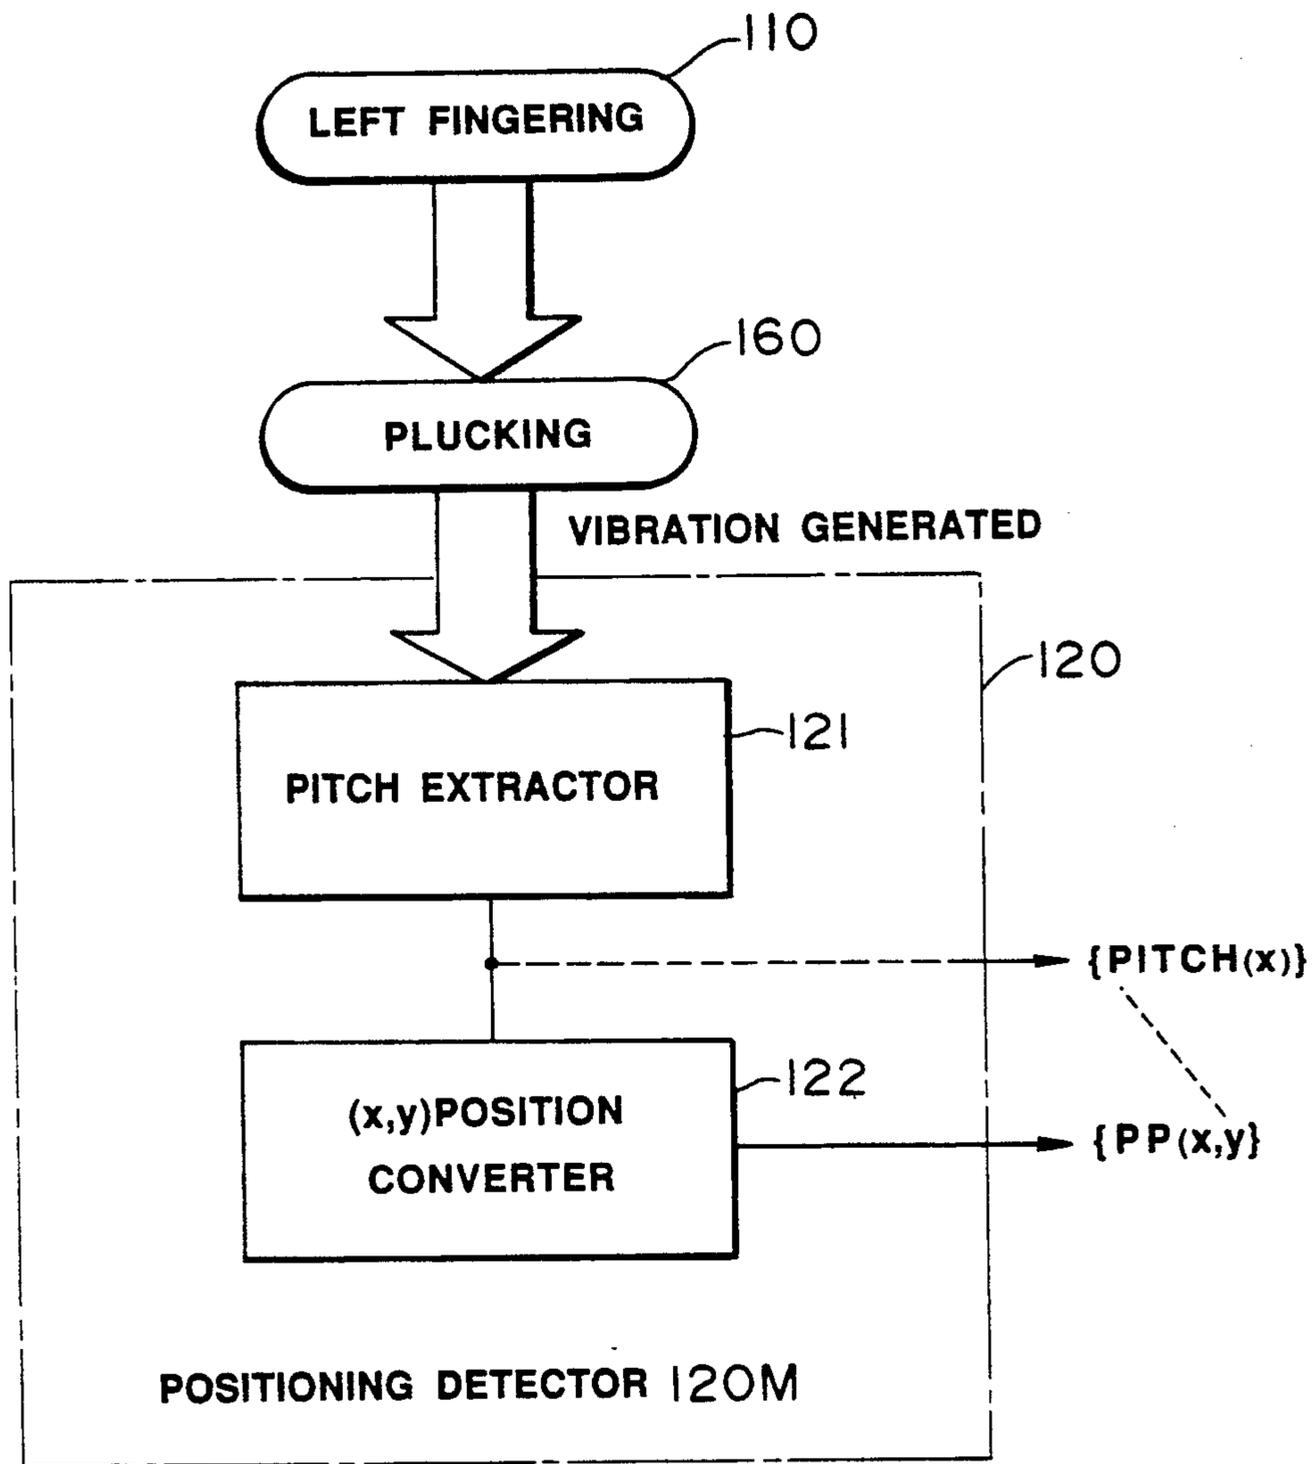 110
LEFT FINGERING
160
PLUCKING
VIBRATION GENERATED
120
121
PITCH EXTRACTOR
{PITCH(x)}
122
(x,y)POSITION
CONVERTER
{PP(x,y}
POSITIONING DETECTOR 120M